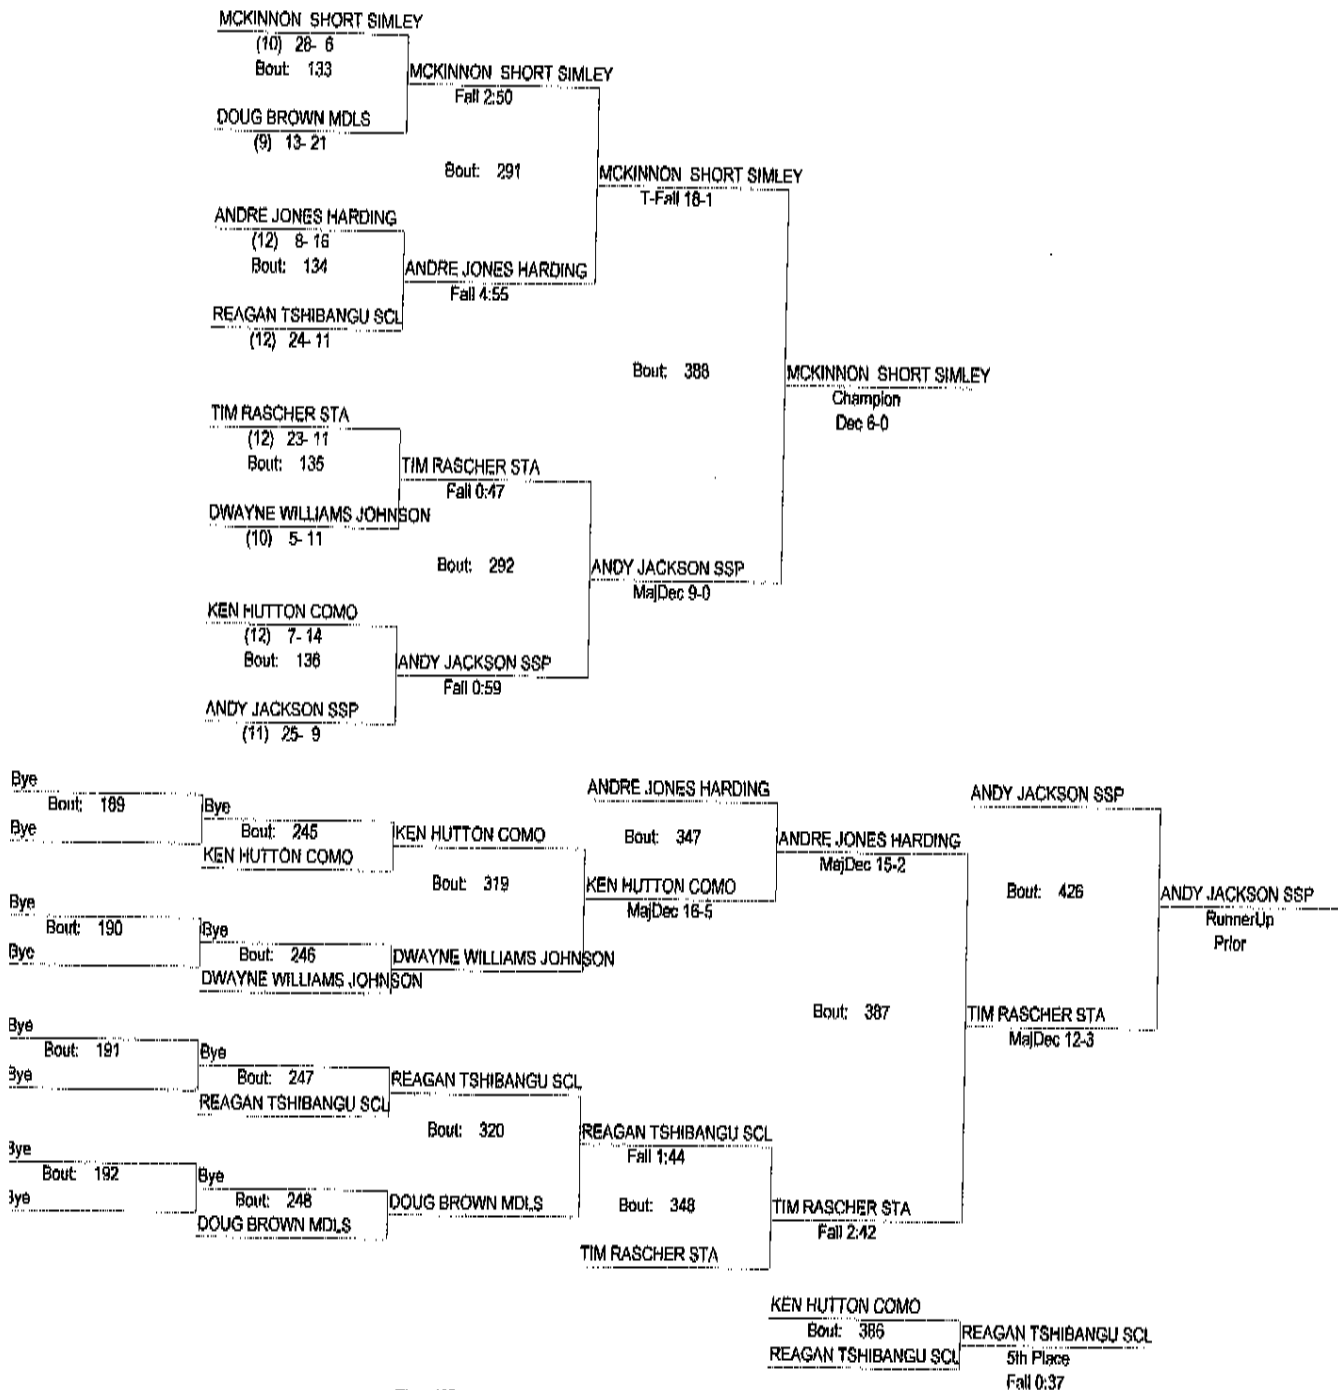 MCKINNON SHORT SIMLEY
(10) 28- 6
Bout: 133
MCKINNON SHORT SIMLEY
Fall 2:50
DOUG BROWN MDLS
(9) 13- 21
Bout: 291
MCKINNON SHORT SIMLEY
T-Fall 18-1
ANDRE JONES HARDING
(12) 8- 16
Bout: 134
ANDRE JONES HARDING
Fall 4:55
REAGAN TSHIBANGU SCL
(12) 24- 11
Bout: 388
MCKINNON SHORT SIMLEY
Champion
Dec 6-0
TIM RASCHER STA
(12) 23- 11
Bout: 135
TIM RASCHER STA
Fall 0:47
DWAYNE WILLIAMS JOHNSON
(10) 5- 11
Bout: 292
ANDY JACKSON SSP
MajDec 9-0
KEN HUTTON COMO
(12) 7- 14
Bout: 136
ANDY JACKSON SSP
Fall 0:59
ANDY JACKSON SSP
(11) 25- 9
Bye
Bout: 189
Bye
Bye
Bout: 245
KEN HUTTON COMO
KEN HUTTON COMO
Bout: 319
ANDRE JONES HARDING
Bout: 347
KEN HUTTON COMO
MajDec 16-5
ANDRE JONES HARDING
MajDec 15-2
ANDY JACKSON SSP
Bout: 426
ANDY JACKSON SSP
RunnerUp
Prior
Bye
Bout: 190
Bye
Bye
Bout: 246
DWAYNE WILLIAMS JOHNSON
DWAYNE WILLIAMS JOHNSON
Bout: 387
TIM RASCHER STA
MajDec 12-3
Bye
Bout: 191
Bye
Bye
Bout: 247
REAGAN TSHIBANGU SCL
REAGAN TSHIBANGU SCL
Bout: 320
REAGAN TSHIBANGU SCL
Fall 1:44
Bout: 348
TIM RASCHER STA
TIM RASCHER STA
Fall 2:42
Bye
Bout: 192
Bye
Bye
Bout: 248
DOUG BROWN MDLS
DOUG BROWN MDLS
KEN HUTTON COMO
Bout: 386
REAGAN TSHIBANGU SCL
REAGAN TSHIBANGU SCL
5th Place
Fall 0:37